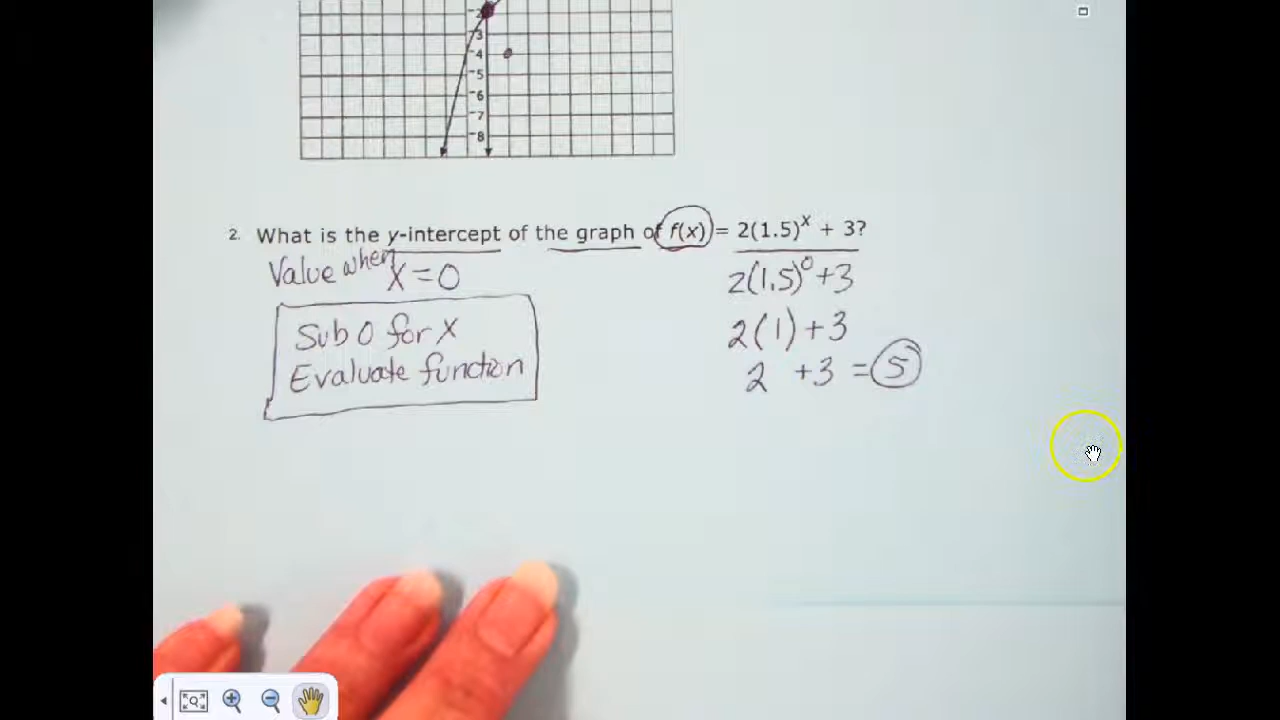 -2
-3
-4
-5
-6
-7
-8
2. What is the y-intercept of the graph of f(x) = 2(1.5)^x + 3?
Value when x = 0
2(1.5)^0 + 3
Sub 0 for x
2(1) + 3
Evaluate function
2 + 3 = 5